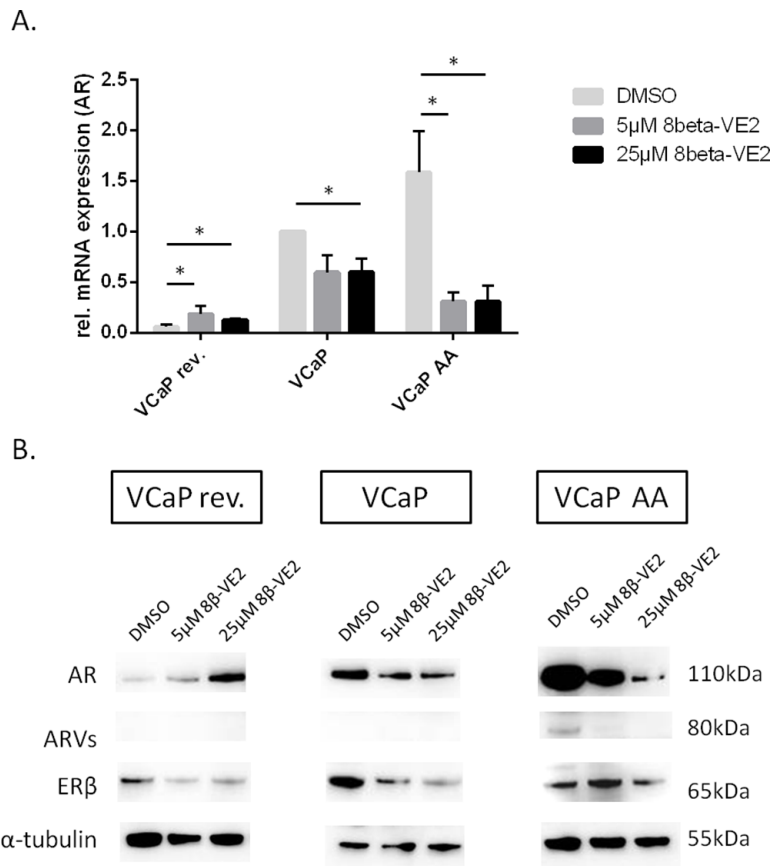 A.
rel. mRNA expression (AR)
2.5
2.0
1.5
1.0
0.5
0.0
* * * * *
VCaP rev.
VCaP
VCaP AA
DMSO
5µM 8beta-VE2
25µM 8beta-VE2
B.
VCaP rev. VCaP VCaP AA
DMSO 5µM 8β-VE2 25µM 8β-VE2 DMSO 5µM 8β-VE2 25µM 8β-VE2 DMSO 5µM 8β-VE2 25µM 8β-VE2
AR 110kDa
ARVs 80kDa
ERβ 65kDa
α-tubulin 55kDa